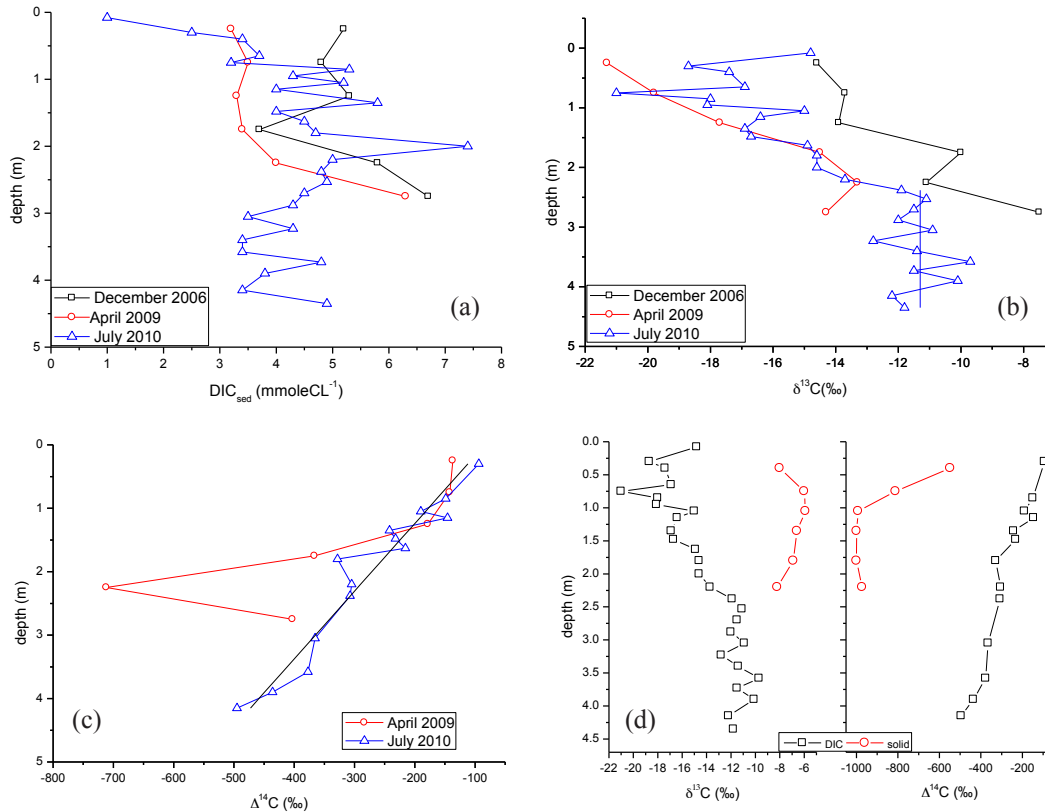 0
1
2
3
4
5
depth (m)
December 2006
April 2009
July 2010
(a)
0 1 2 3 4 5 6 7 8
DIC_sed (mmoleCL⁻¹)
0
1
2
3
4
5
depth (m)
December 2006
April 2009
July 2010
(b)
-22 -20 -18 -16 -14 -12 -10 -8
δ¹³C(‰)
0
1
2
3
4
5
depth (m)
(c)
April 2009
July 2010
-800 -700 -600 -500 -400 -300 -200 -100
Δ¹⁴C (‰)
0.0
0.5
1.0
1.5
2.0
2.5
3.0
3.5
4.0
4.5
depth (m)
(d)
DIC solid
-22 -20 -18 -16 -14 -12 -10 -8 -6 -1000 -800 -600 -400 -200
δ¹³C (‰) Δ¹⁴C (‰)